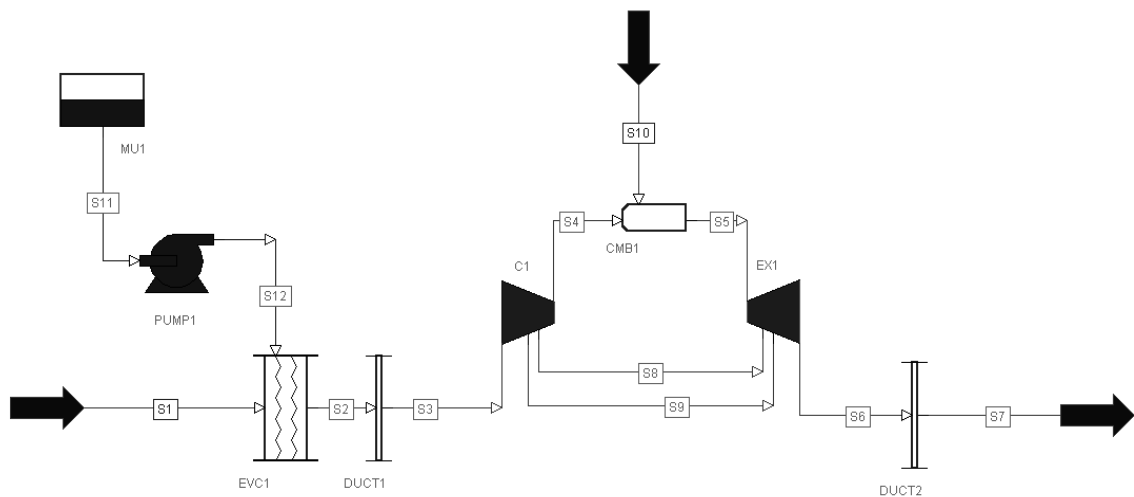 S10
MU1
S11
S4
S5
CMB1
C1
EX1
S12
PUMP1
S8
S1
S2
S3
S9
S6
S7
EVC1
DUCT1
DUCT2